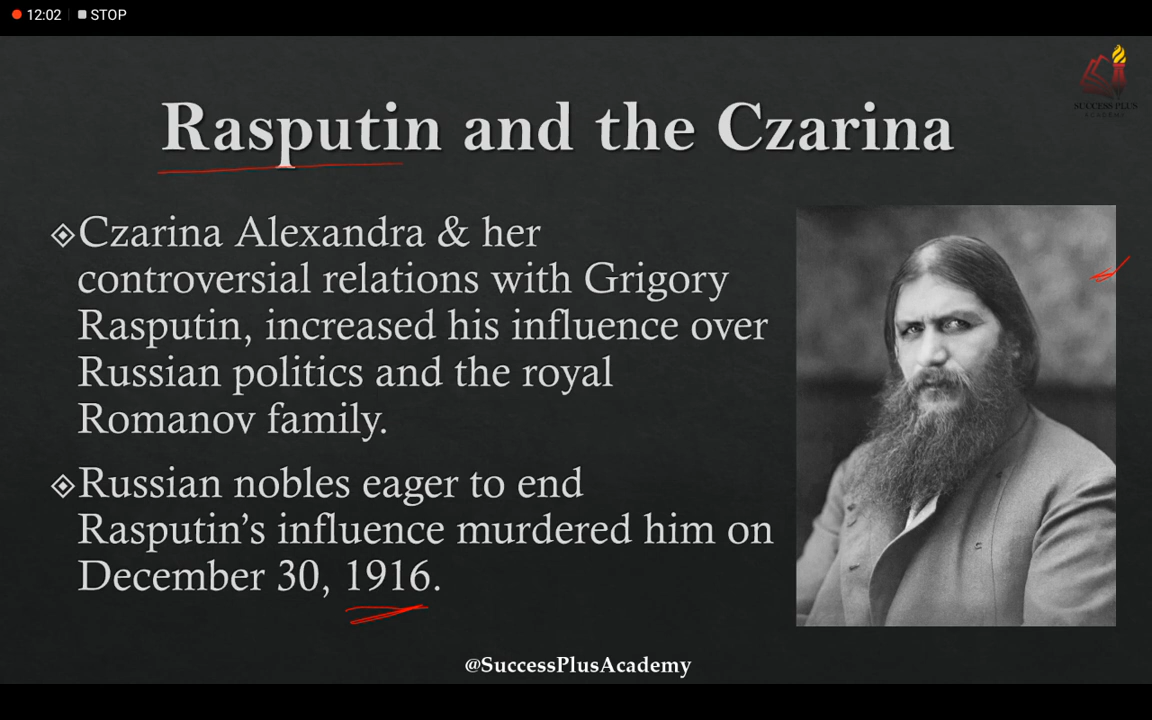 12:02 STOP
SUCCESS PLUS
ACADEMY
Rasputin and the Czarina
Czarina Alexandra & her
controversial relations with Grigory
Rasputin, increased his influence over
Russian politics and the royal
Romanov family.
Russian nobles eager to end
Rasputin’s influence murdered him on
December 30, 1916.
@SuccessPlusAcademy